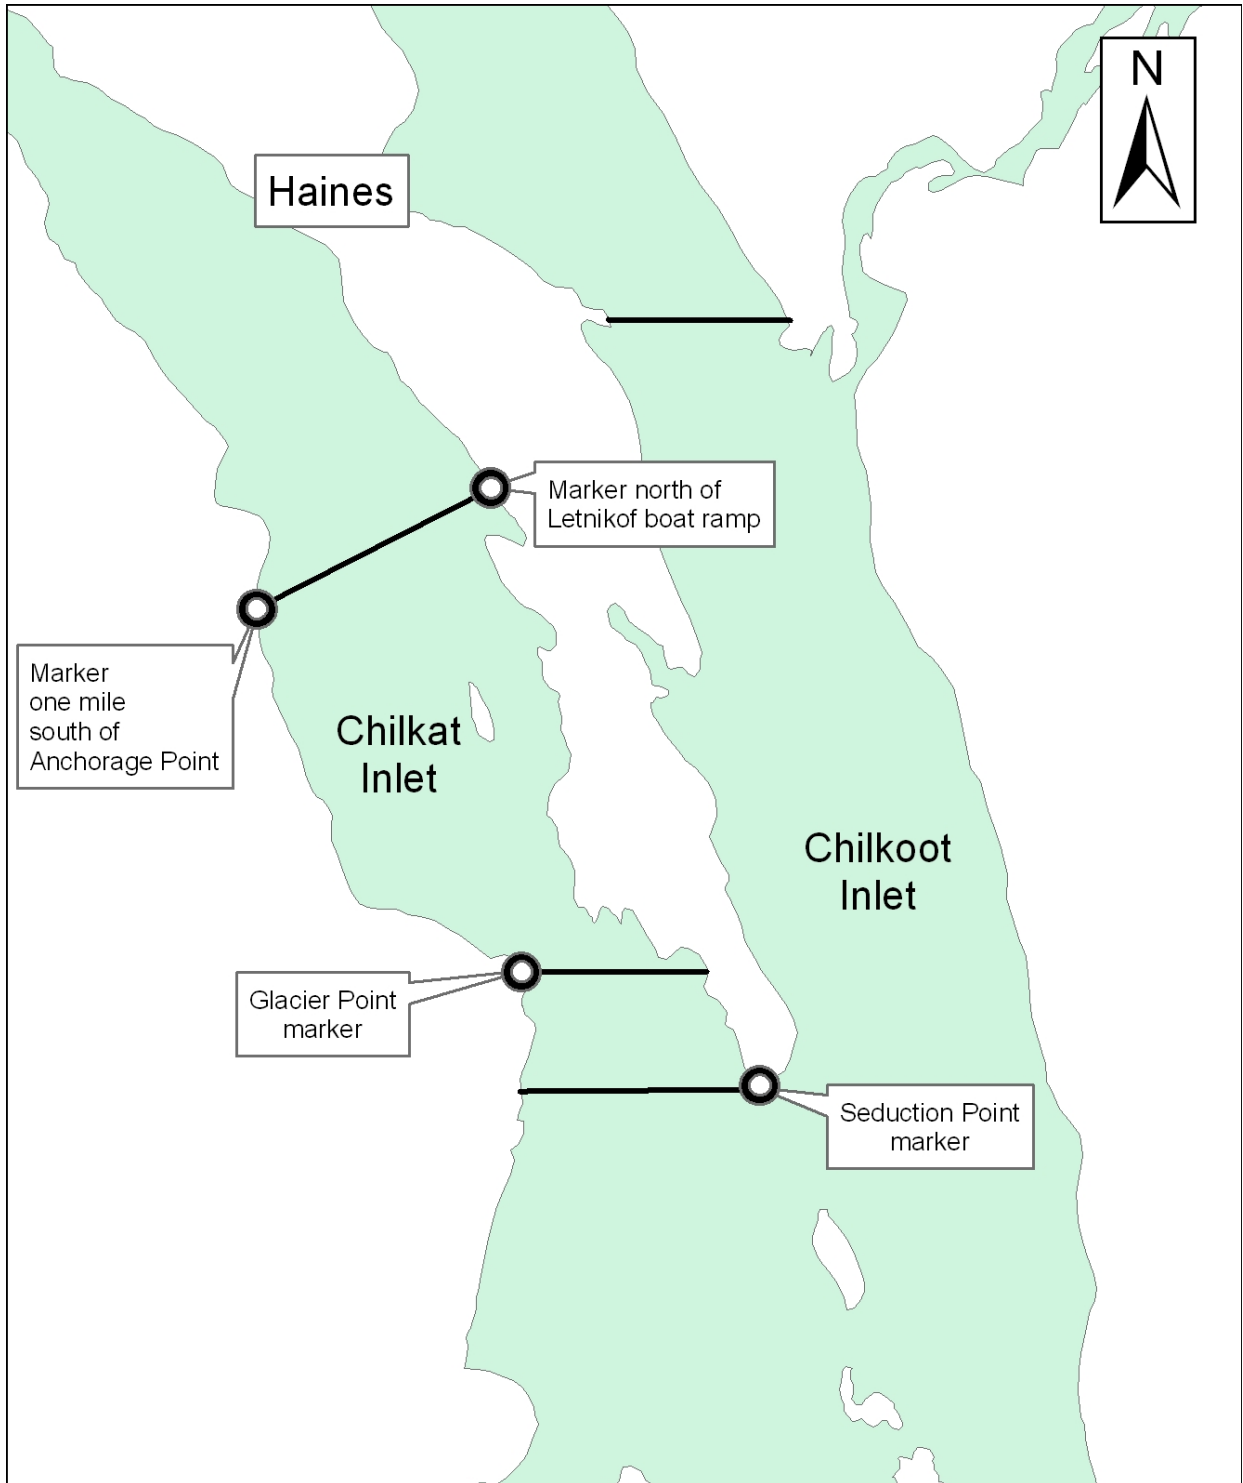 N
Haines
Marker north of
Letnikof boat ramp
Marker
one mile
south of
Anchorage Point
Chilkat
Inlet
Chilkoot
Inlet
Glacier Point
marker
Seduction Point
marker